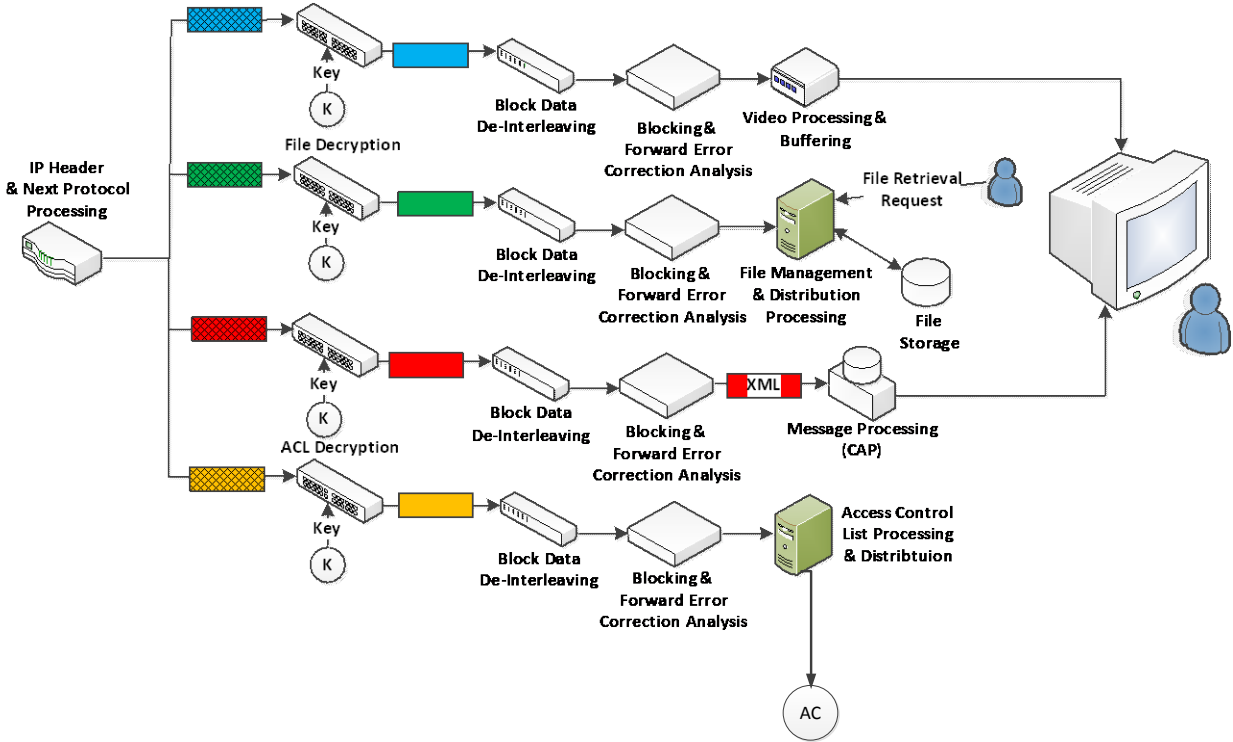 Key
K
Block Data
De-Interleaving
Blocking &
Forward Error
Correction Analysis
Video Processing &
Buffering
IP Header
& Next Protocol
Processing
File Decryption
Key
K
Block Data
De-Interleaving
Blocking &
Forward Error
Correction Analysis
File Management
& Distribution
Processing
File Retrieval
Request
File
Storage
Key
K
Block Data
De-Interleaving
Blocking &
Forward Error
Correction Analysis
XML
Message Processing
(CAP)
ACL Decryption
Key
K
Block Data
De-Interleaving
Blocking &
Forward Error
Correction Analysis
Access Control
List Processing
& Distribtuion
AC